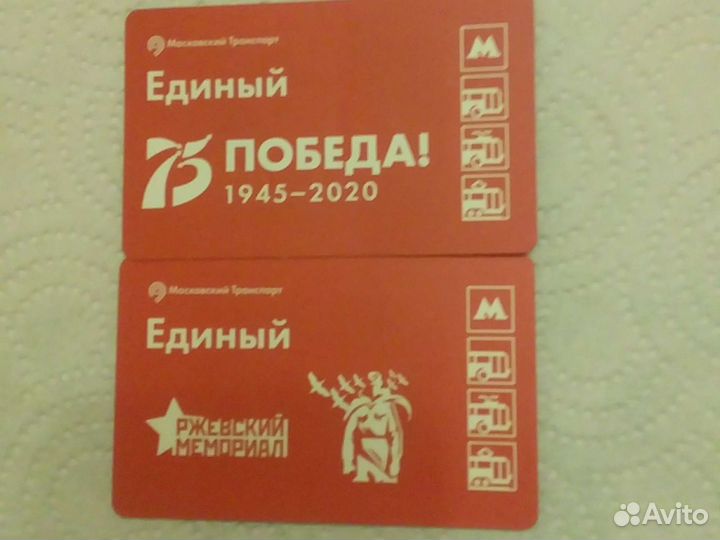 Московский Транспорт
Единый
75 ПОБЕДА!
1945–2020
М
Московский Транспорт
Единый
РЖЕВСКИЙ
МЕМОРИАЛ
М
Avito